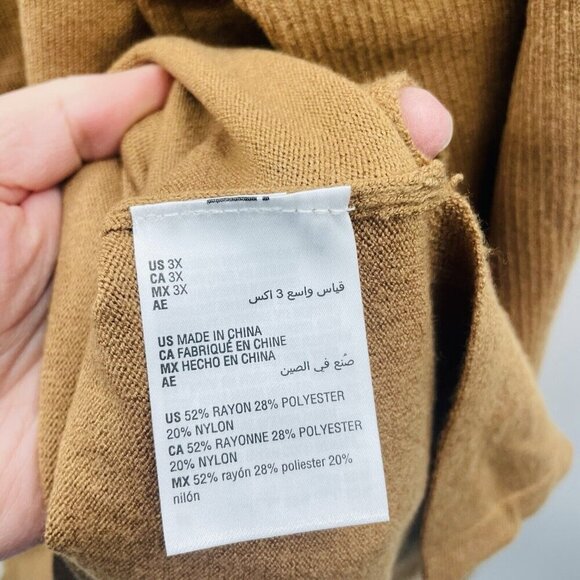 US 3X
CA 3X
MX 3X
AE قياس واسع 3 اكس
US MADE IN CHINA
CA FABRIQUÉ EN CHINE
MX HECHO EN CHINA
AE صُنع في الصين
US 52% RAYON 28% POLYESTER
20% NYLON
CA 52% RAYONNE 28% POLYESTER
20% NYLON
MX 52% rayón 28% poliester 20%
nilón